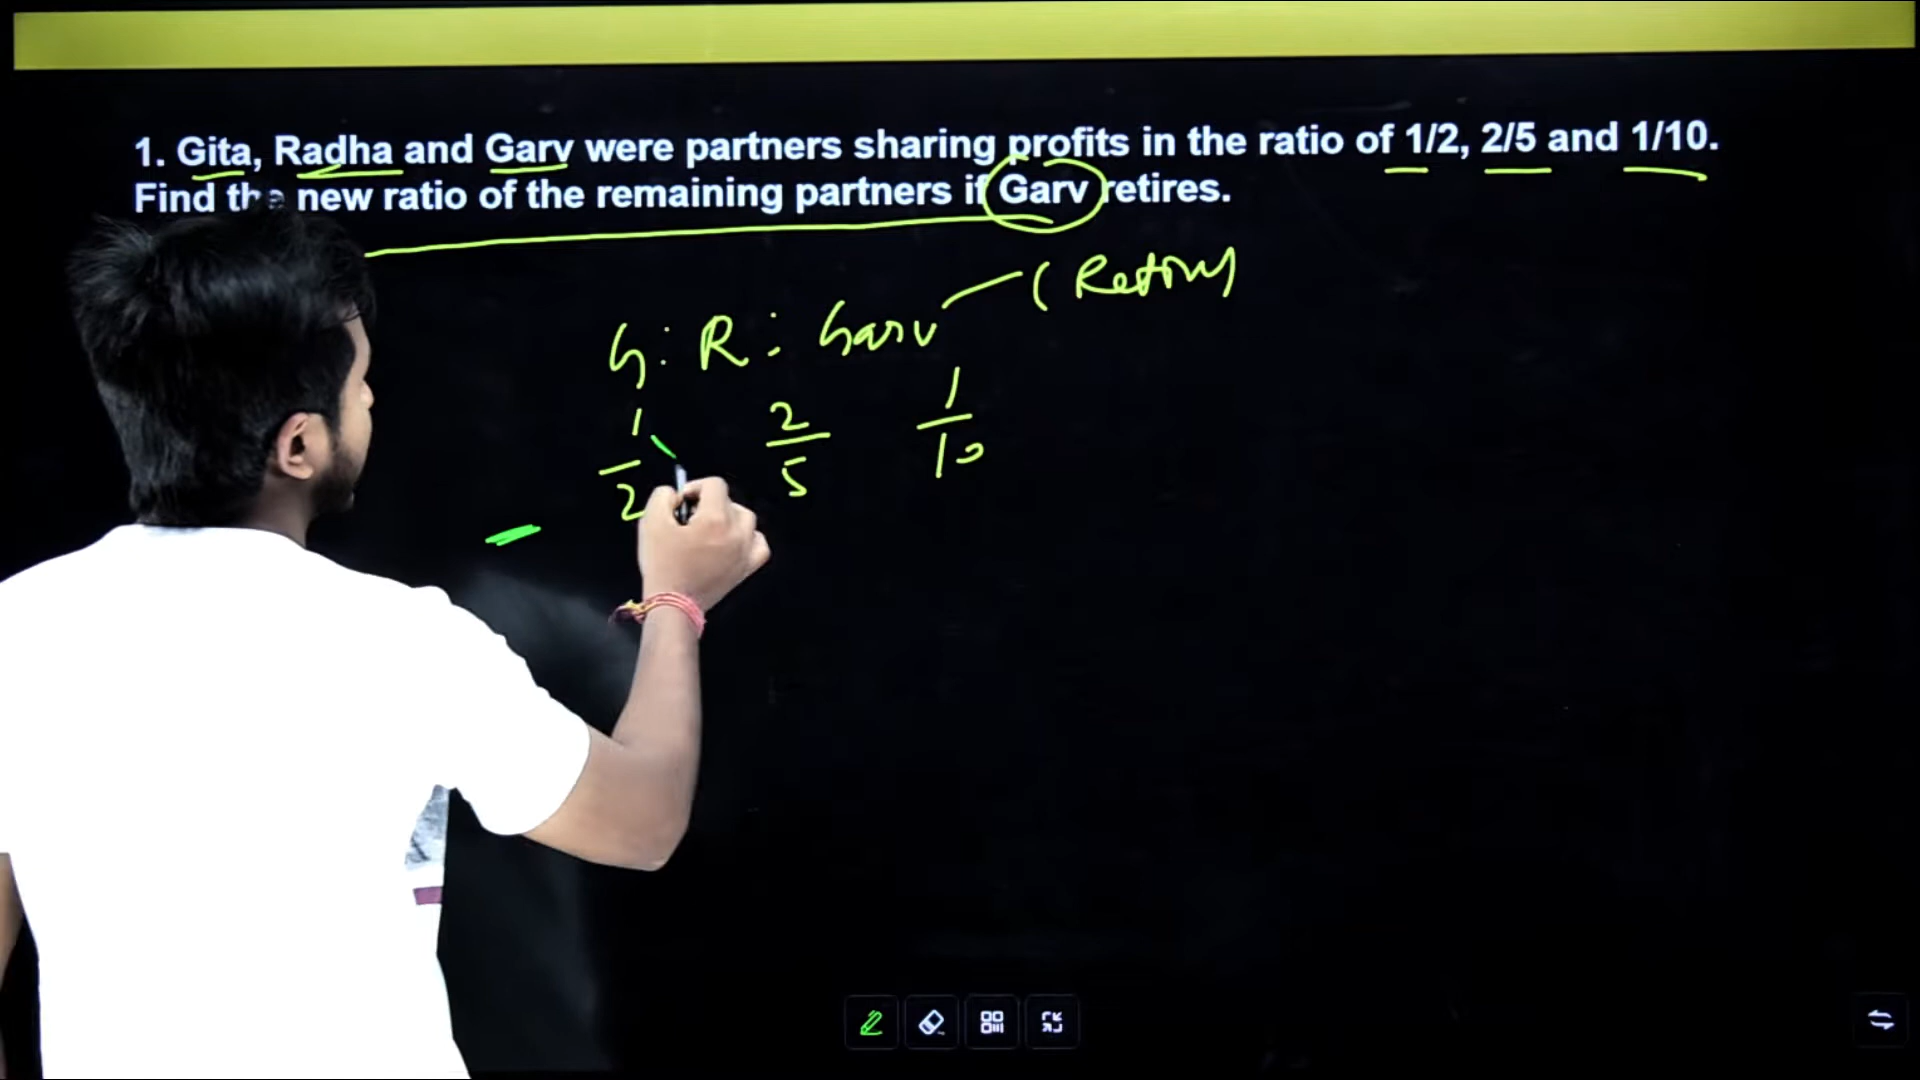 1. Gita, Radha and Garv were partners sharing profits in the ratio of 1/2, 2/5 and 1/10.
Find the new ratio of the remaining partners if Garv retires.
G : R : Garv
1/2 2/5 1/10